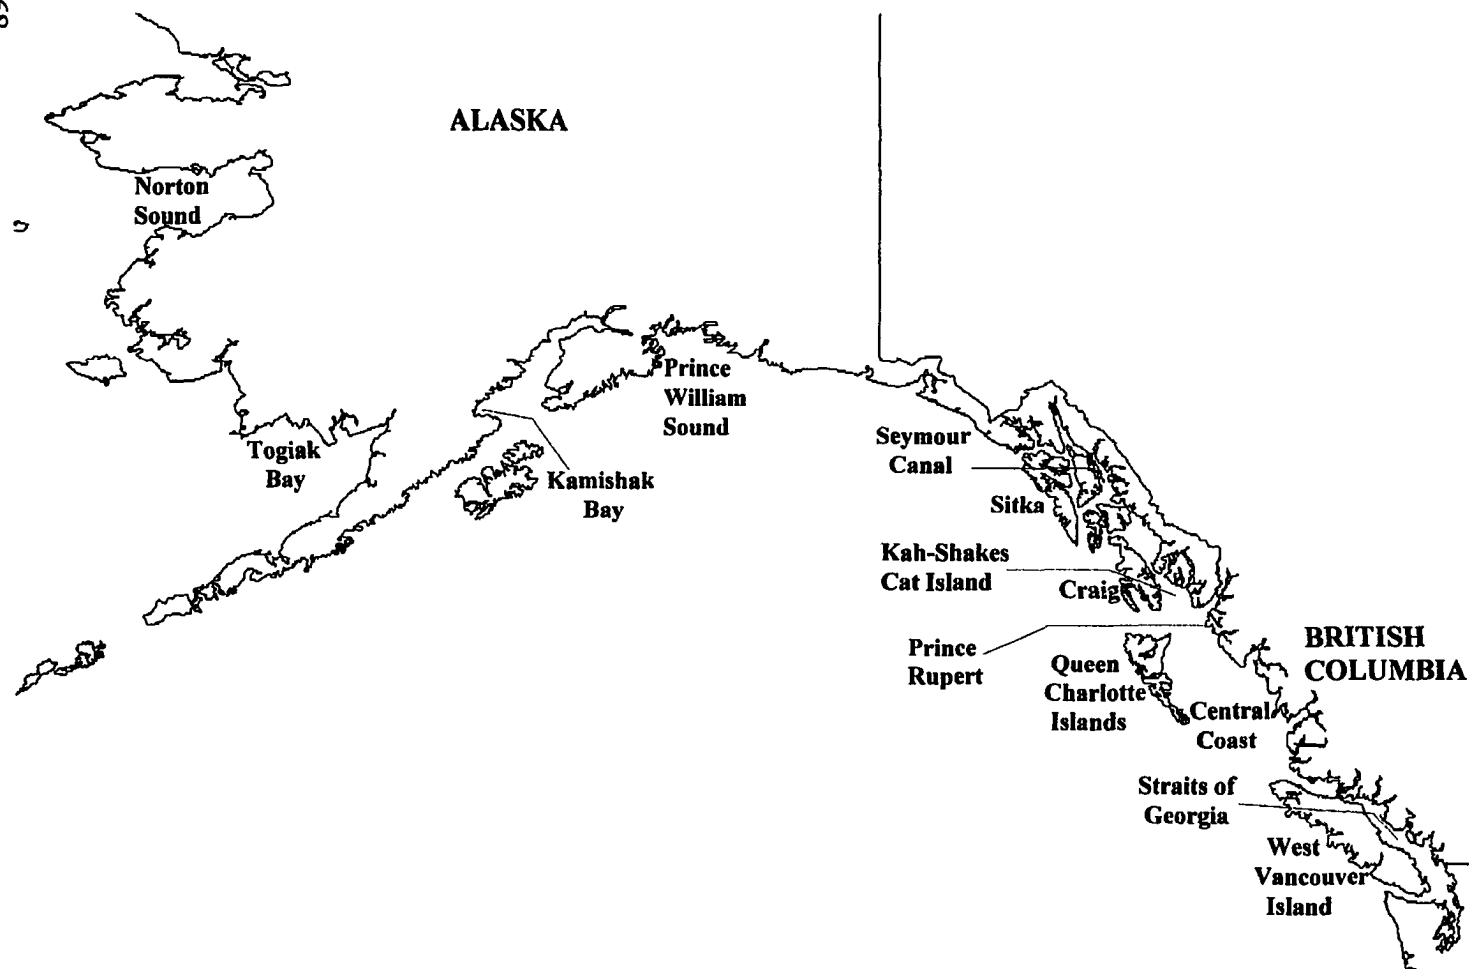 89
ALASKA
Norton
Sound
Prince
William
Sound
Togiak
Bay
Kamishak
Bay
Seymour
Canal
Sitka
Kah-Shakes
Cat Island
Craig
Prince
Rupert
BRITISH
COLUMBIA
Queen
Charlotte
Islands
Central
Coast
Straits of
Georgia
West
Vancouver
Island